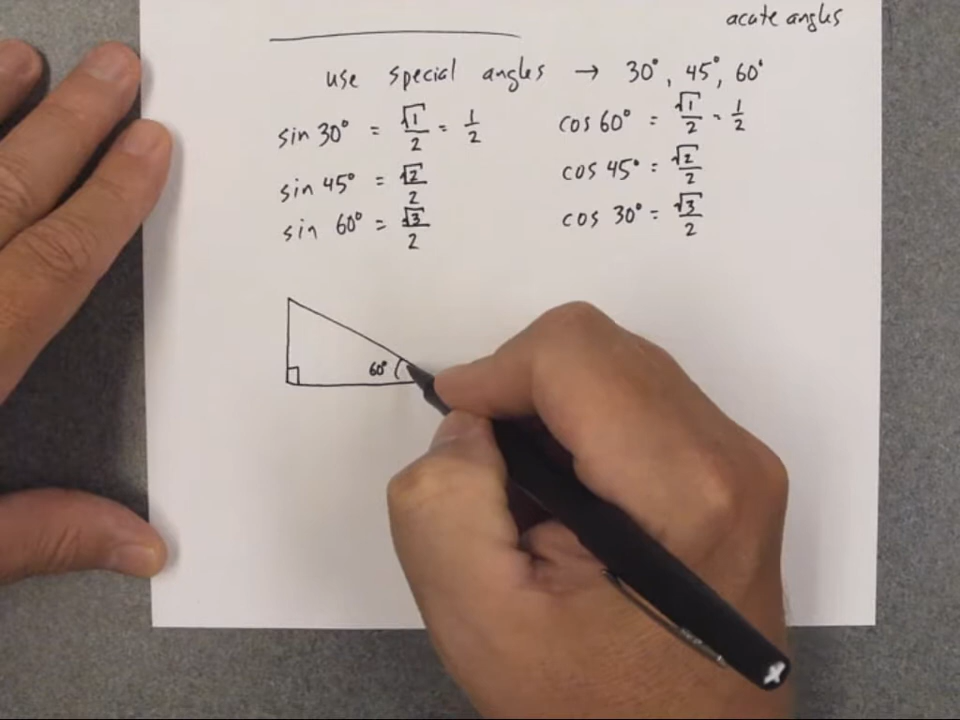 acute angles
use special angles → 30°, 45°, 60°
sin 30° = √1/2 = 1/2
cos 60° = √1/2 = 1/2
sin 45° = √2/2
cos 45° = √2/2
sin 60° = √3/2
cos 30° = √3/2
60°